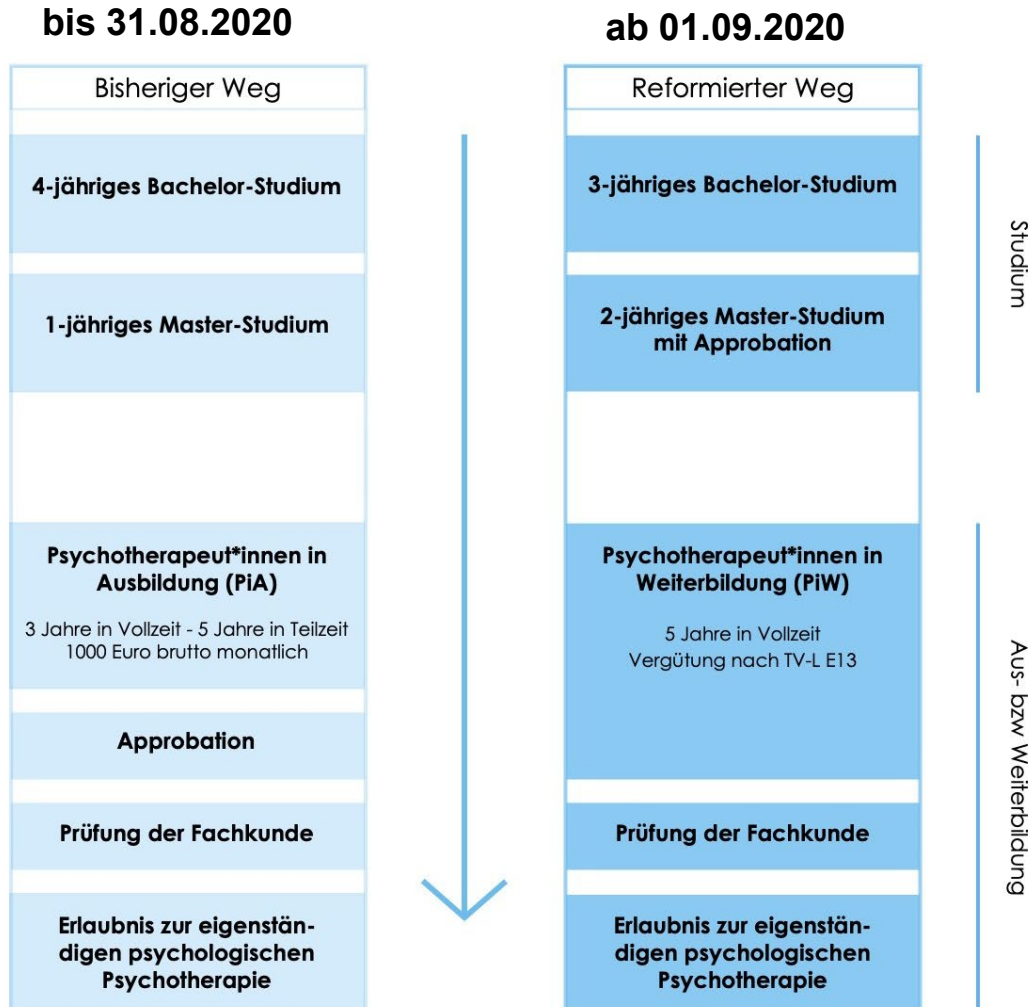 bis 31.08.2020
ab 01.09.2020
Bisheriger Weg
4-jähriges Bachelor-Studium
1-jähriges Master-Studium
Psychotherapeut*innen in
Ausbildung (PiA)
3 Jahre in Vollzeit - 5 Jahre in Teilzeit
1000 Euro brutto monatlich
Approbation
Prüfung der Fachkunde
Erlaubnis zur eigenstän-
digen psychologischen
Psychotherapie
Reformierter Weg
3-jähriges Bachelor-Studium
2-jähriges Master-Studium
mit Approbation
Psychotherapeut*innen in
Weiterbildung (PiW)
5 Jahre in Vollzeit
Vergütung nach TV-L E13
Prüfung der Fachkunde
Erlaubnis zur eigenstän-
digen psychologischen
Psychotherapie
Studium
Aus- bzw Weiterbildung